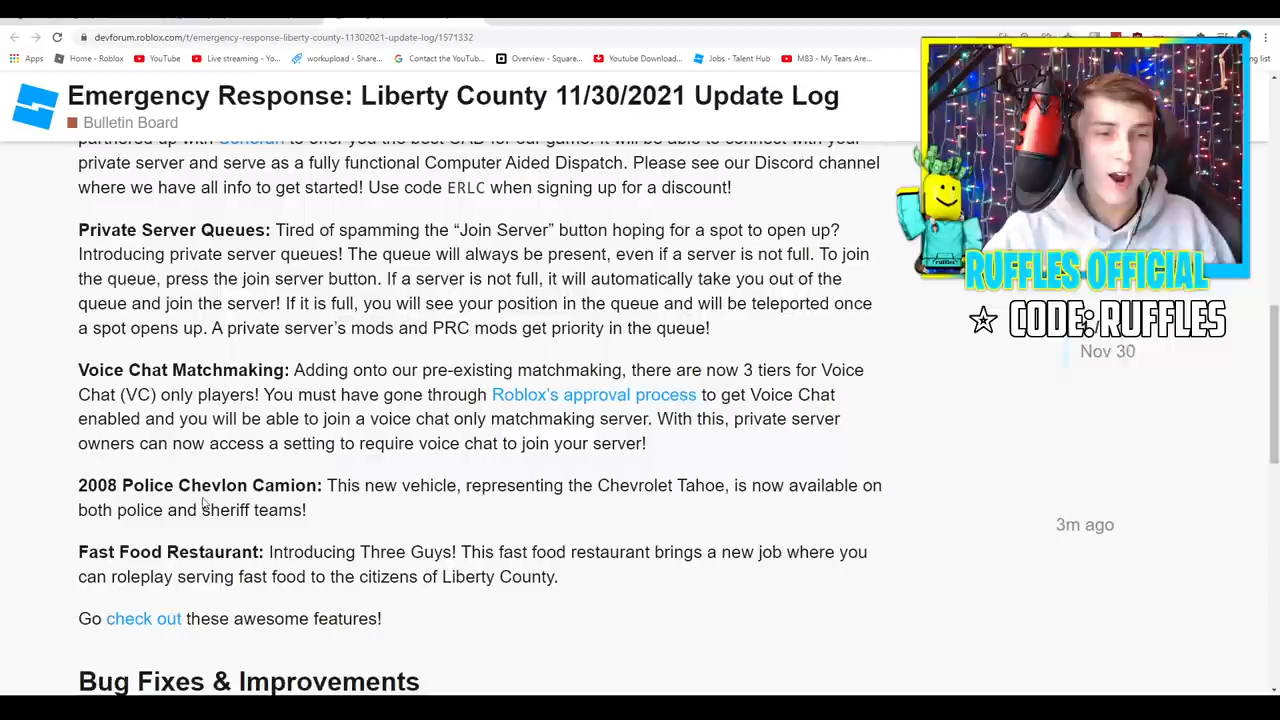 devforum.roblox.com/t/emergency-response-liberty-county-11302021-update-log/1571332
Apps Home - Roblox YouTube Live streaming - Yo... workupload - Share... Contact the YouTub... Overview - Square... Youtube Download... Jobs - Talent Hub M83 - My Tears Are...
Emergency Response: Liberty County 11/30/2021 Update Log
Bulletin Board
private server and serve as a fully functional Computer Aided Dispatch. Please see our Discord channel
where we have all info to get started! Use code ERLC when signing up for a discount!
Private Server Queues: Tired of spamming the “Join Server” button hoping for a spot to open up?
Introducing private server queues! The queue will always be present, even if a server is not full. To join
the queue, press the join server button. If a server is not full, it will automatically take you out of the
queue and join the server! If it is full, you will see your position in the queue and will be teleported once
a spot opens up. A private server’s mods and PRC mods get priority in the queue!
Voice Chat Matchmaking: Adding onto our pre-existing matchmaking, there are now 3 tiers for Voice
Chat (VC) only players! You must have gone through Roblox’s approval process to get Voice Chat
enabled and you will be able to join a voice chat only matchmaking server. With this, private server
owners can now access a setting to require voice chat to join your server!
2008 Police Chevlon Camion: This new vehicle, representing the Chevrolet Tahoe, is now available on
both police and sheriff teams!
Fast Food Restaurant: Introducing Three Guys! This fast food restaurant brings a new job where you
can roleplay serving fast food to the citizens of Liberty County.
Go check out these awesome features!
Bug Fixes & Improvements
RUFFLES OFFICIAL
CODE: RUFFLES
Nov 30
3m ago